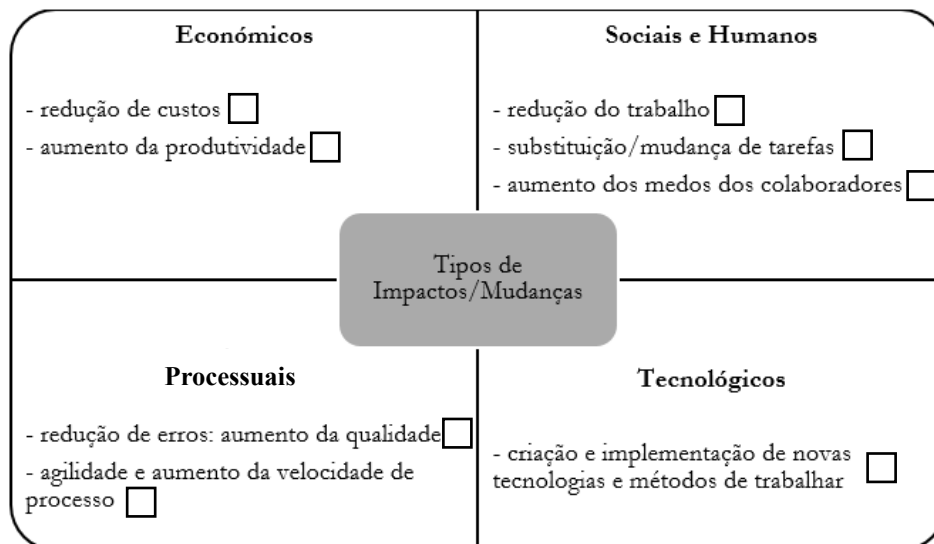 Económicos
- redução de custos
- aumento da produtividade
Sociais e Humanos
- redução do trabalho
- substituição/mudança de tarefas
- aumento dos medos dos colaboradores
Tipos de
Impactos/Mudanças
Processuais
- redução de erros: aumento da qualidade
- agilidade e aumento da velocidade de
processo
Tecnológicos
- criação e implementação de novas
tecnologias e métodos de trabalhar